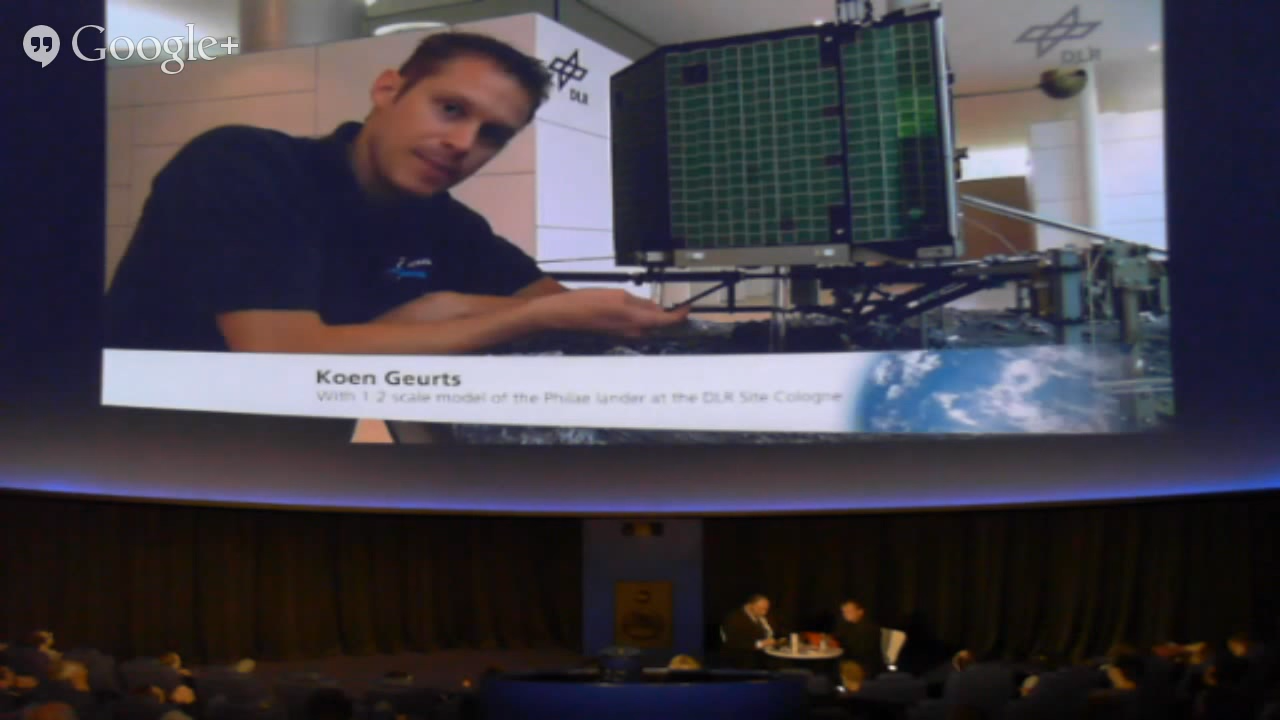 Google+
DLR
DLR
Koen Geurts
With 1:2 scale model of the Philae lander at the DLR Site Cologne